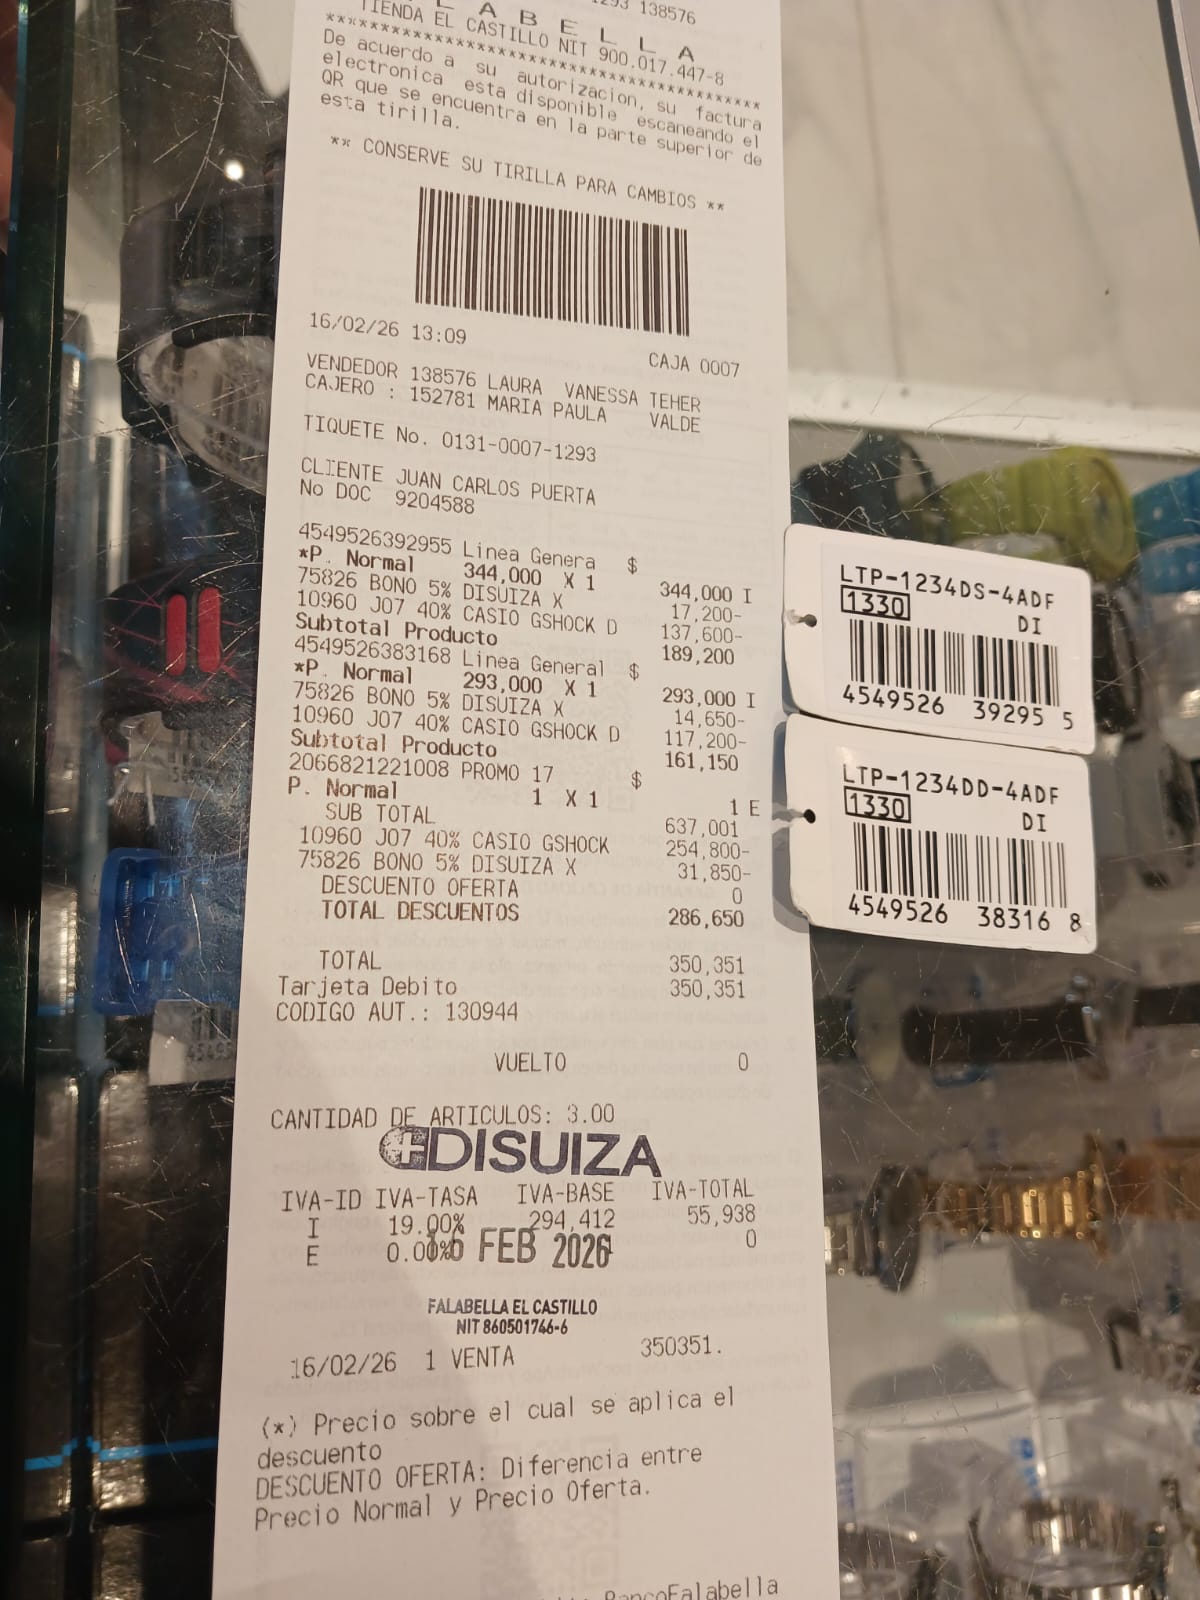 1293 138576
L A B E L L A
TIENDA EL CASTILLO NIT 900.017.447-8
****************************************
De acuerdo a su autorizacion, su factura
electronica esta disponible escaneando el
QR que se encuentra en la parte superior de
esta tirilla.
** CONSERVE SU TIRILLA PARA CAMBIOS **
16/02/26 13:09
CAJA 0007
VENDEDOR 138576 LAURA VANESSA TEHER
CAJERO : 152781 MARIA PAULA VALDE
TIQUETE No. 0131-0007-1293
CLIENTE JUAN CARLOS PUERTA
No DOC 9204588
4549526392955 Linea Genera $ 344,000 I
*P. Normal 344,000 X 1
75826 BONO 5% DISUIZA X 17,200-
10960 J07 40% CASIO GSHOCK D 137,600-
Subtotal Producto 189,200
4549526383168 Linea General $ 293,000 I
*P. Normal 293,000 X 1
75826 BONO 5% DISUIZA X 14,650-
10960 J07 40% CASIO GSHOCK D 117,200-
Subtotal Producto 161,150
2066821221008 PROMO 17 $ 1 E
P. Normal 1 X 1
SUB TOTAL 637,001
10960 J07 40% CASIO GSHOCK 254,800-
75826 BONO 5% DISUIZA X 31,850-
DESCUENTO OFERTA 0
TOTAL DESCUENTOS 286,650
TOTAL 350,351
Tarjeta Debito 350,351
CODIGO AUT.: 130944
VUELTO 0
CANTIDAD DE ARTICULOS: 3.00
DISUIZA
IVA-ID IVA-TASA IVA-BASE IVA-TOTAL
I 19.00% 294,412 55,938
E 0.00% 0
16 FEB 2026
FALABELLA EL CASTILLO
NIT 860501746-6
16/02/26 1 VENTA 350351.
(*) Precio sobre el cual se aplica el
descuento
DESCUENTO OFERTA: Diferencia entre
Precio Normal y Precio Oferta.
BancoFalabella
LTP-1234DS-4ADF
1330
DI
4549526 39295 5
LTP-1234DD-4ADF
1330
DI
4549526 38316 8